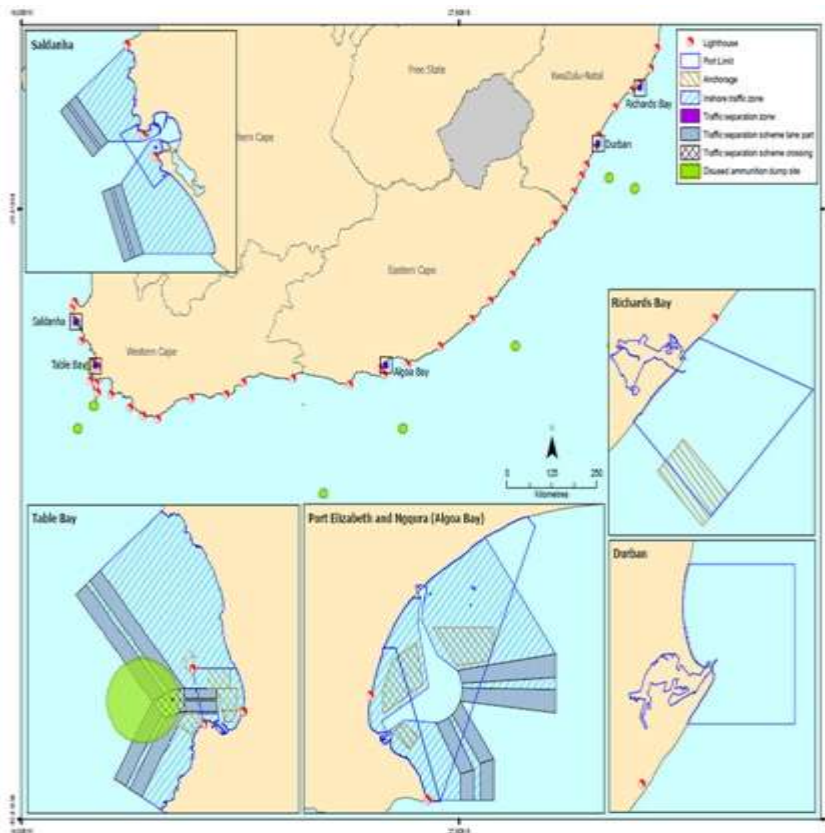 Saldanha
Lighthouse
Port Limit
Anchorage
Inshore traffic zone
Traffic separation zone
Traffic separation scheme lane part
Traffic separation scheme crossing
Disused ammunition dump site
Free State
KwaZulu-Natal
Richards Bay
ern Cape
Durban
Eastern Cape
Richards Bay
Saldanha
Western Cape
Table Bay
Algoa Bay
0 125 250
Kilometres
Table Bay
Port Elizabeth and Ngqura (Algoa Bay)
Durban